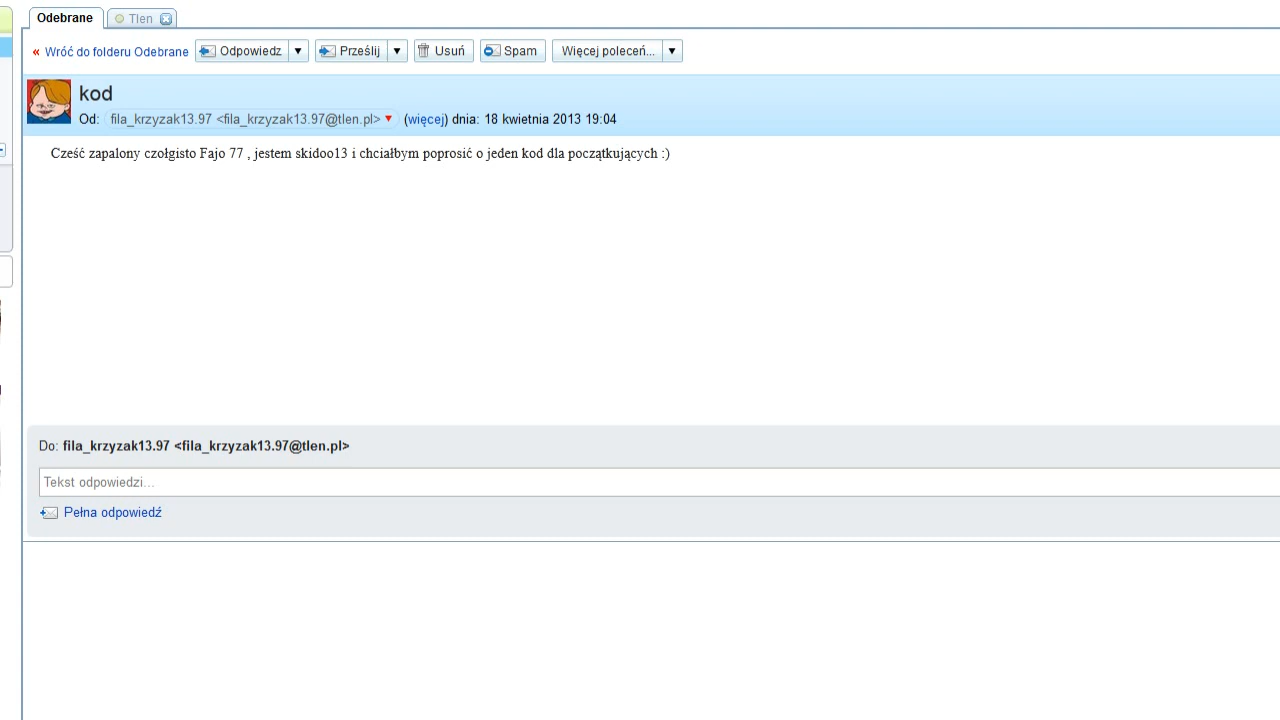 Odebrane Tlen
« Wróć do folderu Odebrane Odpowiedz Prześlij Usuń Spam Więcej poleceń...
kod
Od: fila_krzyzak13.97 <fila_krzyzak13.97@tlen.pl> (więcej) dnia: 18 kwietnia 2013 19:04
Cześć zapalony czołgisto Fajo 77 , jestem skidoo13 i chciałbym poprosić o jeden kod dla początkujących :)
Do: fila_krzyzak13.97 <fila_krzyzak13.97@tlen.pl>
Tekst odpowiedzi...
Pełna odpowiedź